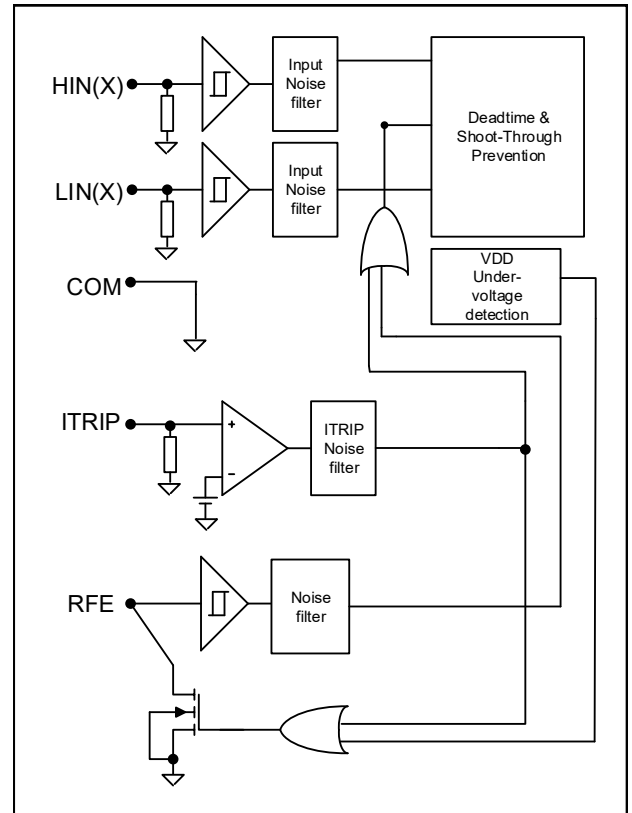 HIN(X)
Input
Noise
filter
Deadtime &
Shoot-Through
Prevention
LIN(X)
Input
Noise
filter
COM
VDD
Under-
voltage
detection
ITRIP
+
−
ITRIP
Noise
filter
RFE
Noise
filter